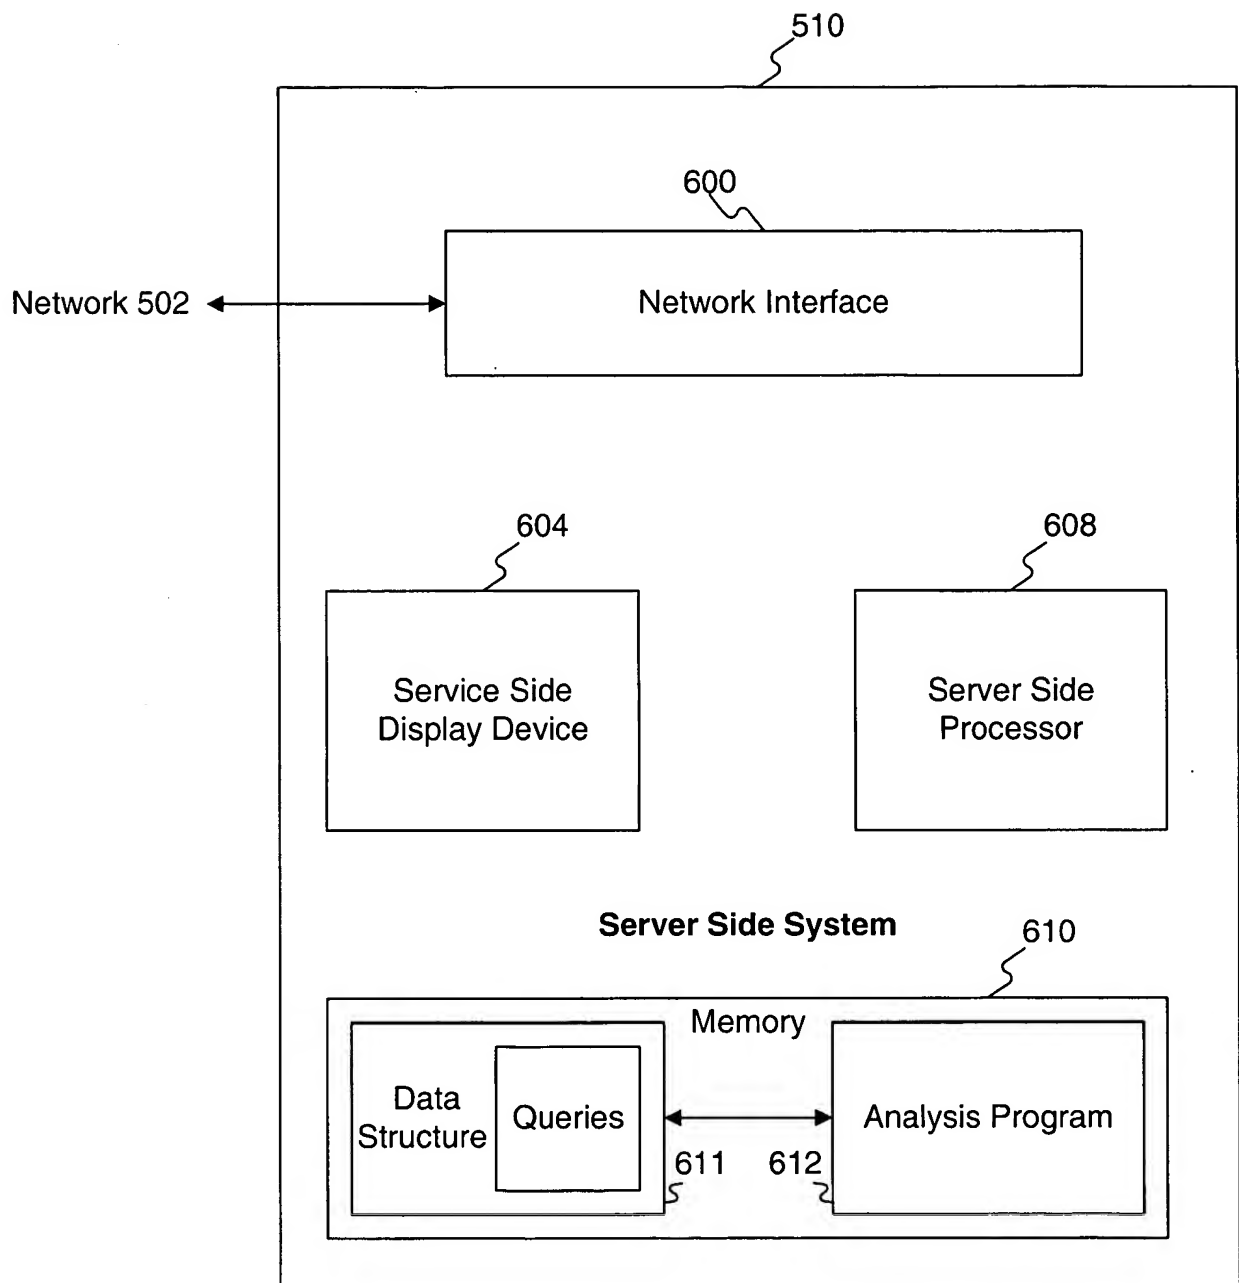 510
600
Network 502
Network Interface
604
608
Service Side
Display Device
Server Side
Processor
Server Side System
610
Memory
Data
Structure
Queries
Analysis Program
611
612